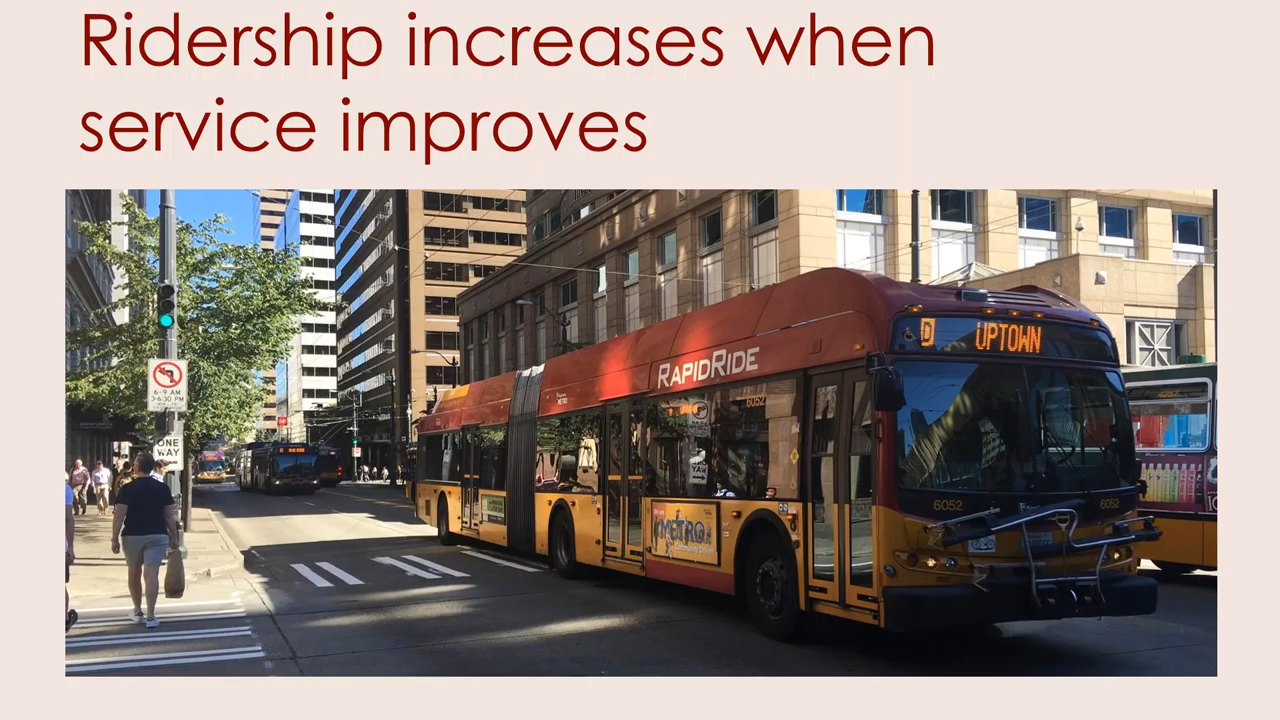 Ridership increases when
service improves
D UPTOWN
RAPIDRIDE
6052
6-9 AM
3-6:30 PM
ONE
WAY
6052
6052
METRO